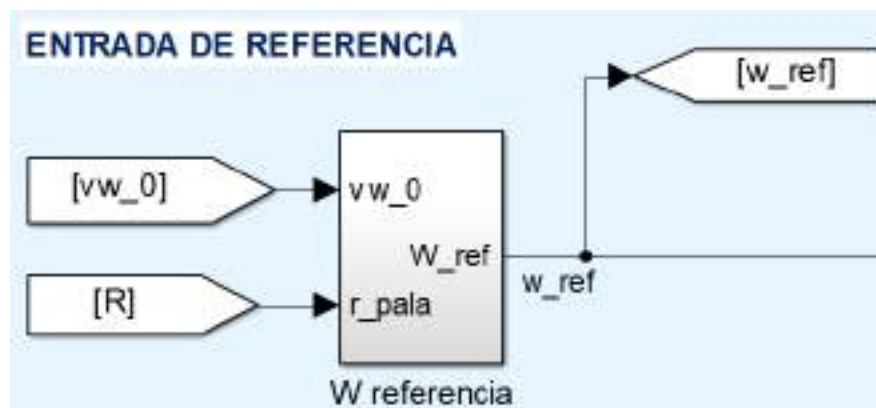 ENTRADA DE REFERENCIA
[w_ref]
[vw_0]
vw_0
W_ref
w_ref
[R]
r_pala
W referencia